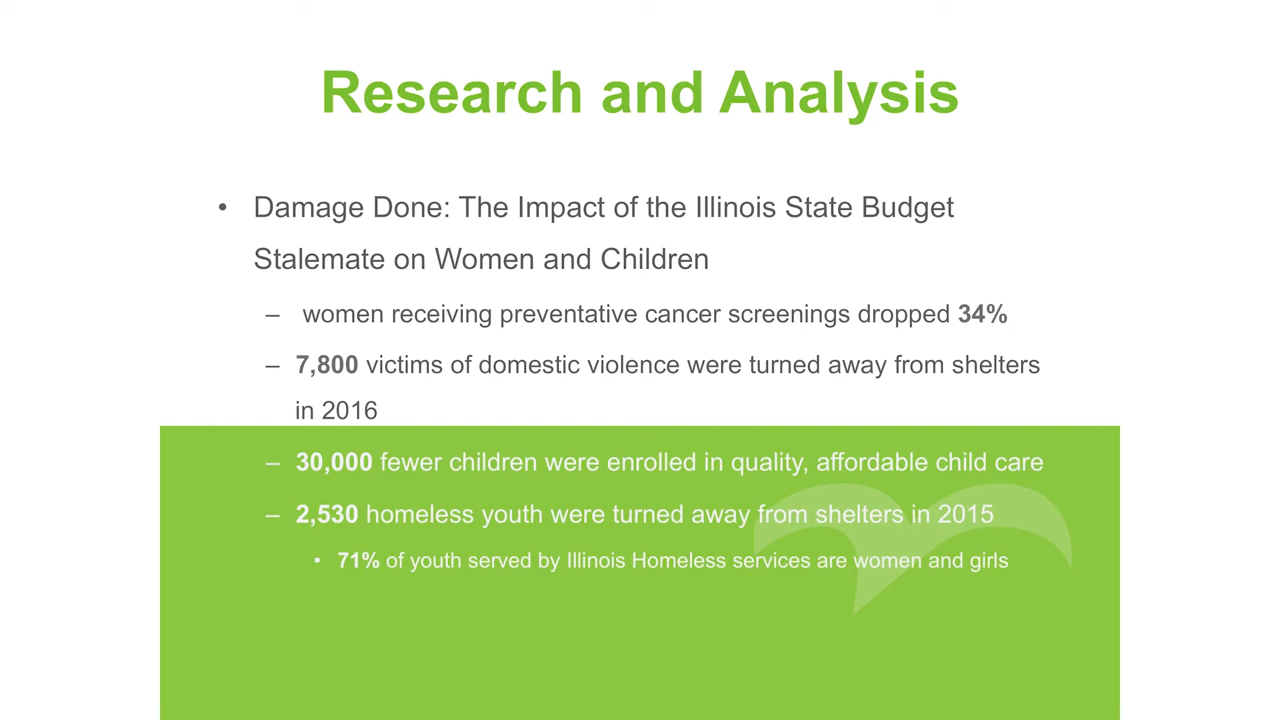 Research and Analysis
• Damage Done: The Impact of the Illinois State Budget
Stalemate on Women and Children
– women receiving preventative cancer screenings dropped 34%
– 7,800 victims of domestic violence were turned away from shelters
in 2016
– 30,000 fewer children were enrolled in quality, affordable child care
– 2,530 homeless youth were turned away from shelters in 2015
• 71% of youth served by Illinois Homeless services are women and girls